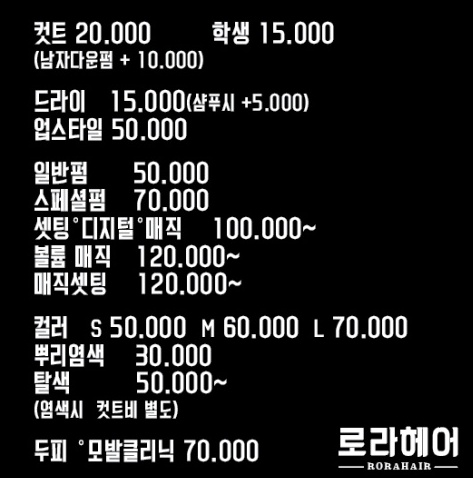 컷트 20.000 학생 15.000
(남자다운펌 + 10.000)
드라이 15.000(샴푸시 +5.000)
업스타일 50.000
일반펌 50.000
스페셜펌 70.000
셋팅°디지털°매직 100.000~
볼륨 매직 120.000~
매직셋팅 120.000~
컬러 S 50.000 M 60.000 L 70.000
뿌리염색 30.000
탈색 50.000~
(염색시 컷트비 별도)
두피 °모발클리닉 70.000
로라헤어
RORAHAIR